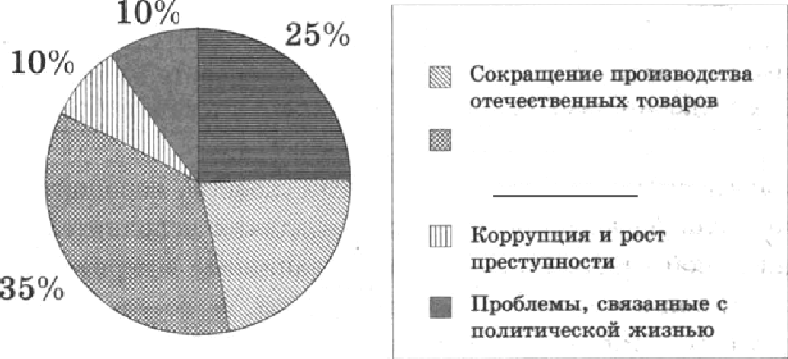 10%
25%
10%
35%
Сокращение производства
отечественных товаров
Коррупция и рост
преступности
Проблемы, связанные с
политической жизнью